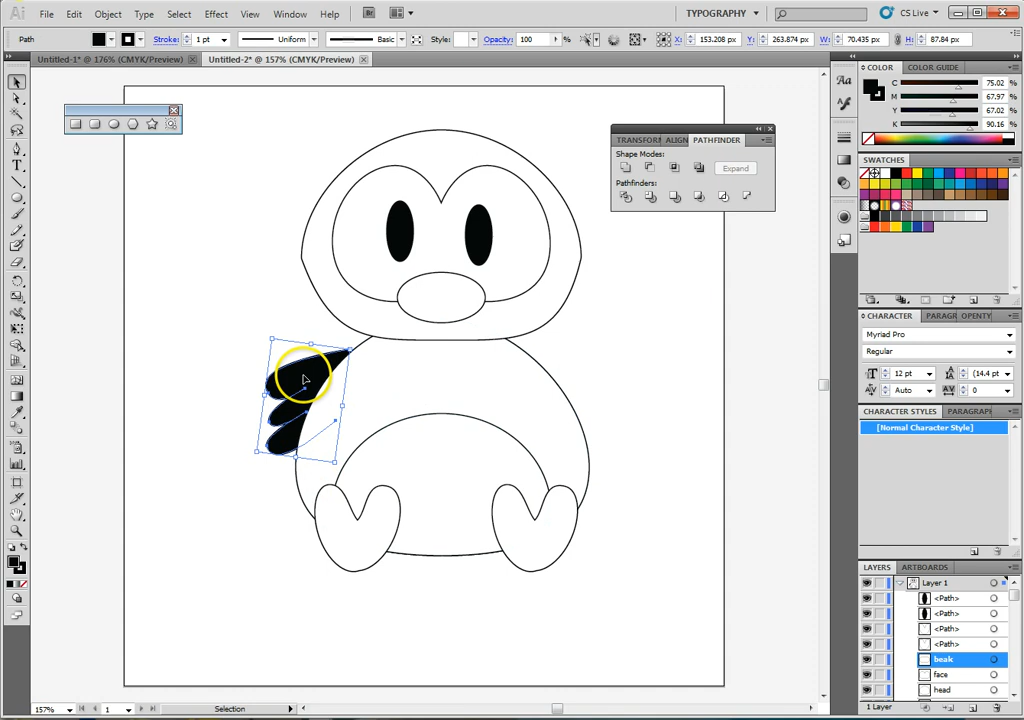 Ai File Edit Object Type Select Effect View Window Help Br TYPOGRAPHY CS Live
Path Stroke: 1 pt Uniform Basic Style: Opacity: 100 % X: 153.208 px Y: 263.874 px W: 70.435 px H: 87.84 px
Untitled-1* @ 176% (CMYK/Preview) Untitled-2* @ 157% (CMYK/Preview)
COLOR COLOR GUIDE
C 75.02 %
M 67.97 %
Y 67.02 %
K 90.16 %
TRANSFORM ALIGN PATHFINDER
Shape Modes:
Expand
Pathfinders:
SWATCHES
CHARACTER PARAGR OPENTY
Myriad Pro
Regular
12 pt (14.4 pt)
Auto 0
CHARACTER STYLES PARAGRAPH
[Normal Character Style]
LAYERS ARTBOARDS
Layer 1
<Path>
<Path>
<Path>
<Path>
beak
face
head
1 Layer
157% 1 Selection